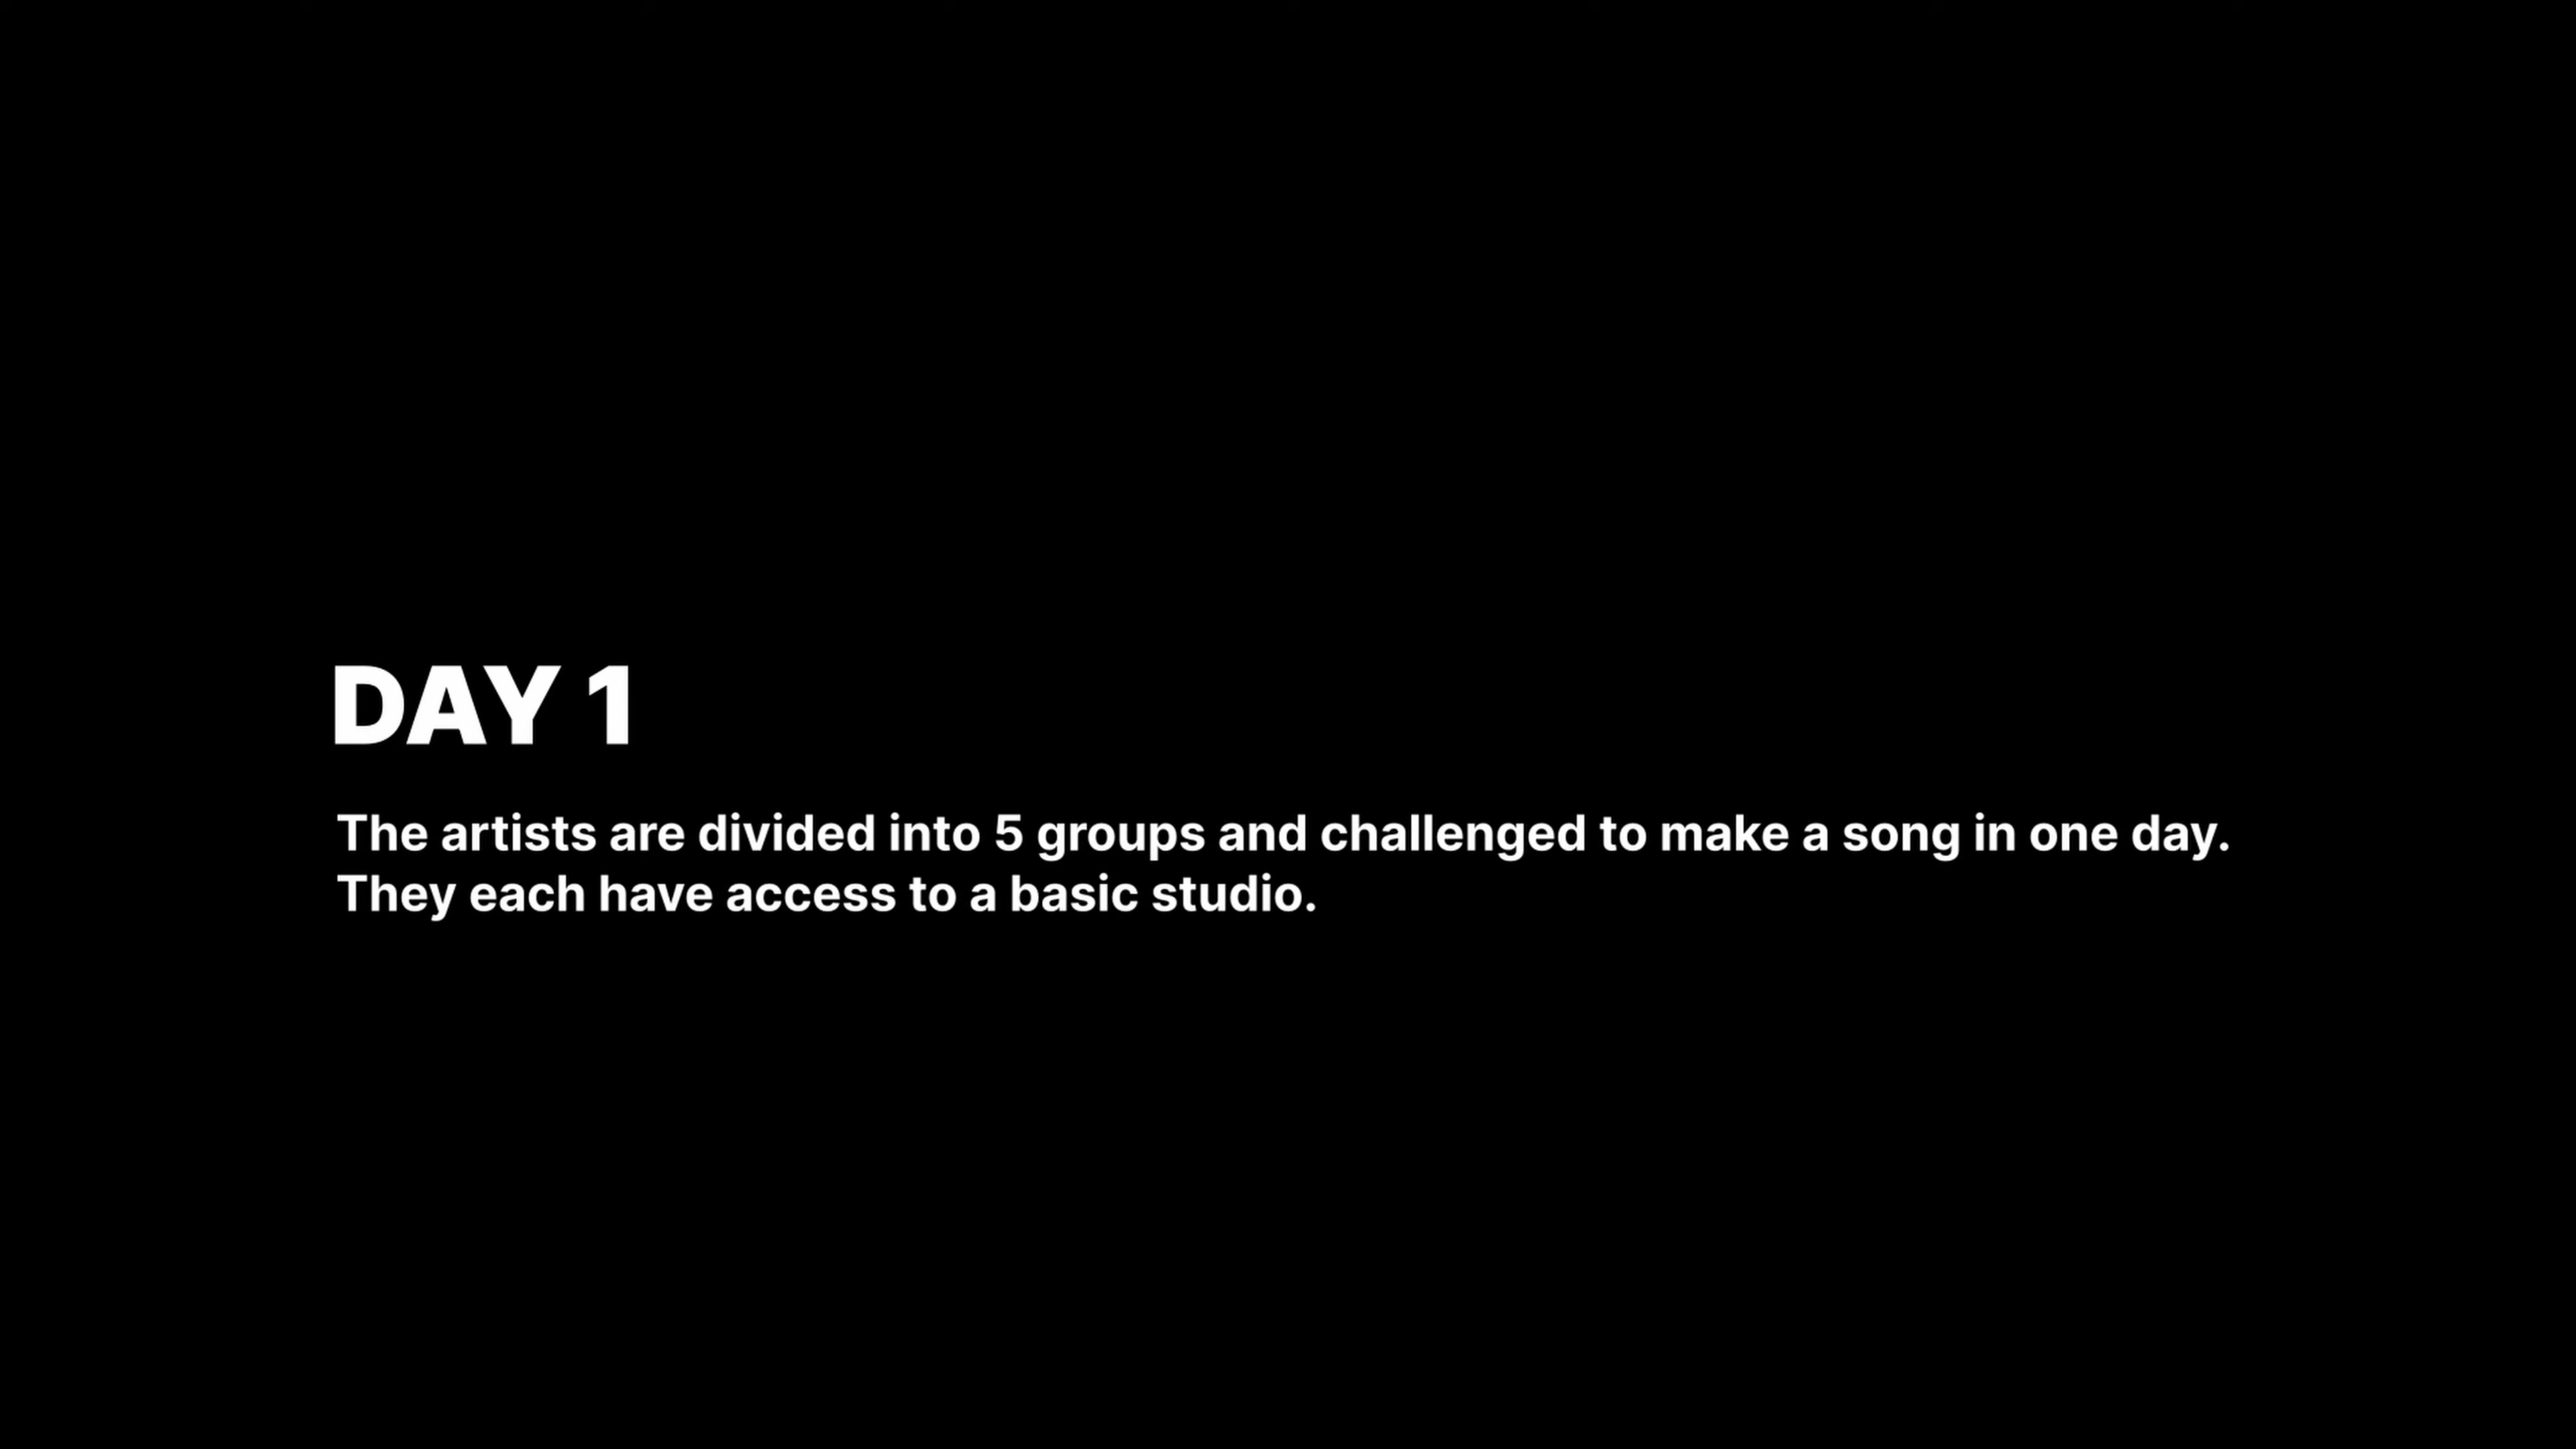 DAY 1
The artists are divided into 5 groups and challenged to make a song in one day.
They each have access to a basic studio.